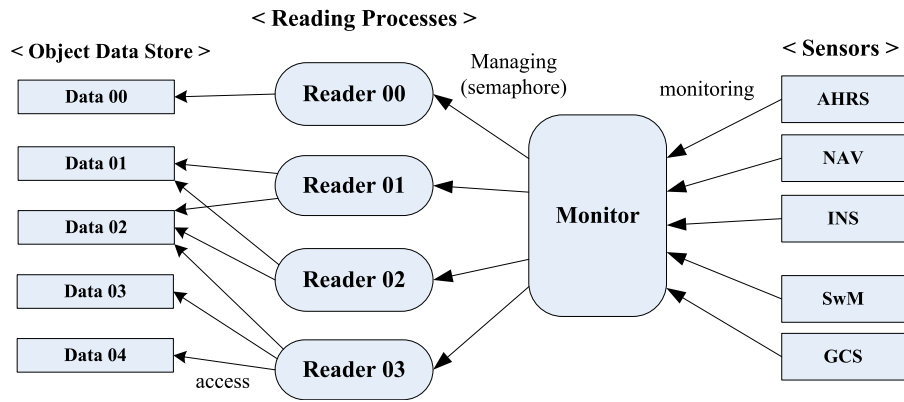 < Reading Processes >
< Object Data Store >
< Sensors >
Managing
(semaphore)
monitoring
Data 00
Reader 00
AHRS
Data 01
Reader 01
NAV
Monitor
INS
Data 02
Reader 02
Data 03
SwM
Data 04
Reader 03
GCS
access